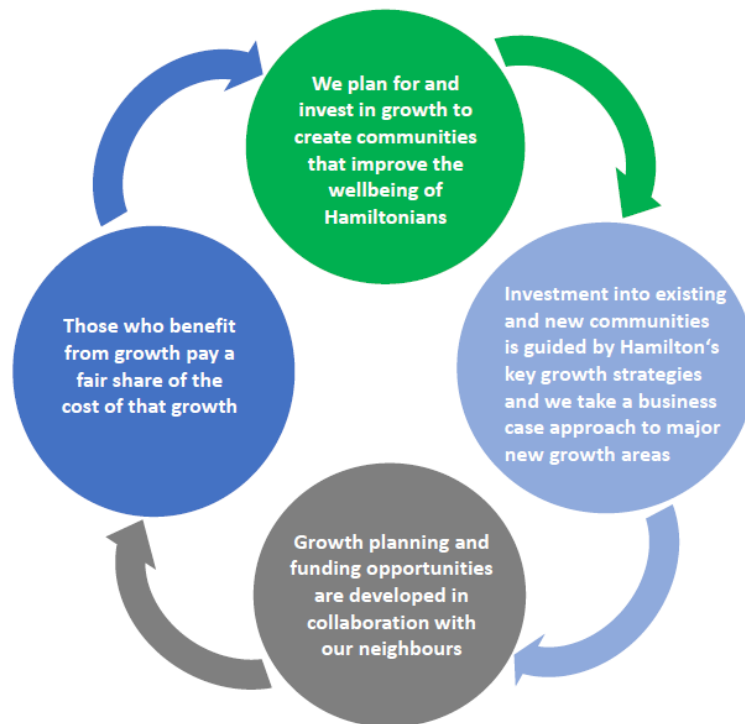 We plan for and
invest in growth to
create communities
that improve the
wellbeing of
Hamiltonians
Investment into existing
and new communities
is guided by Hamilton‘s
key growth strategies
and we take a business
case approach to major
new growth areas
Growth planning and
funding opportunities
are developed in
collaboration with
our neighbours
Those who benefit
from growth pay a
fair share of the
cost of that growth